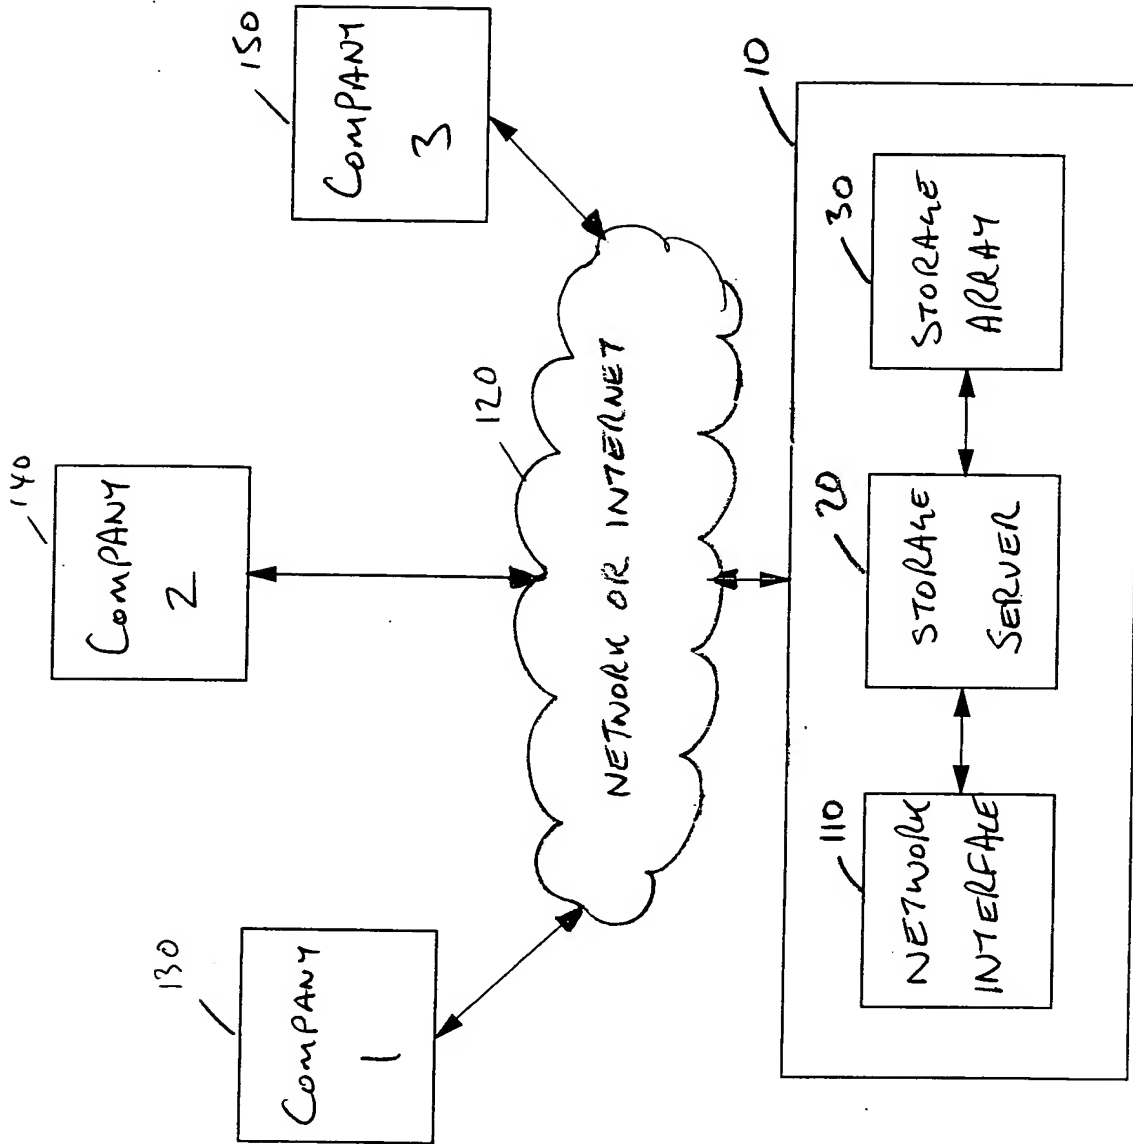 130
COMPANY
1
140
COMPANY
2
150
COMPANY
3
120
NETWORK OR INTERNET
10
110
NETWORK
INTERFACE
20
STORAGE
SERVER
30
STORAGE
ARRAY